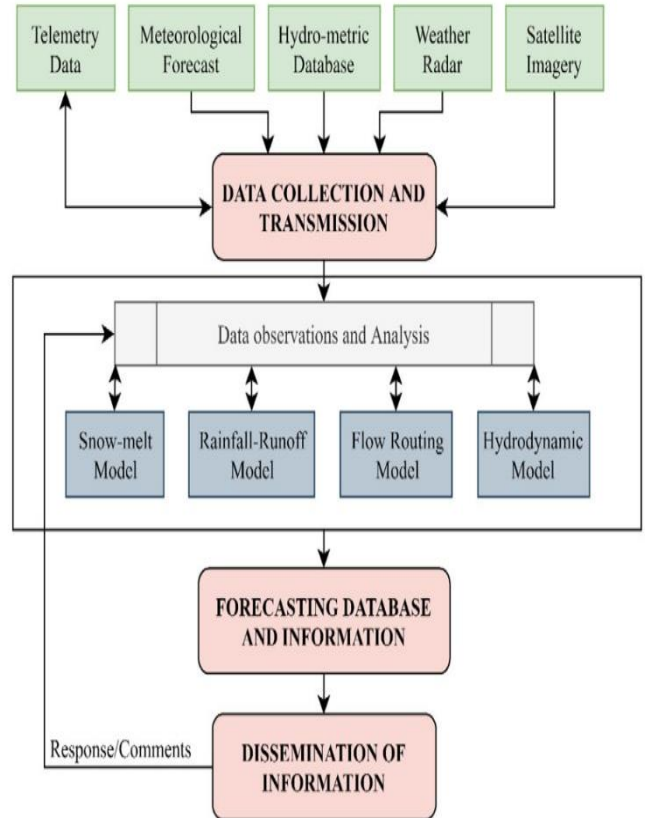 Telemetry
Data
Meteorological
Forecast
Hydro-metric
Database
Weather
Radar
Satellite
Imagery
DATA COLLECTION AND
TRANSMISSION
Data observations and Analysis
Snow-melt
Model
Rainfall-Runoff
Model
Flow Routing
Model
Hydrodynamic
Model
FORECASTING DATABASE
AND INFORMATION
Response/Comments
DISSEMINATION OF
INFORMATION